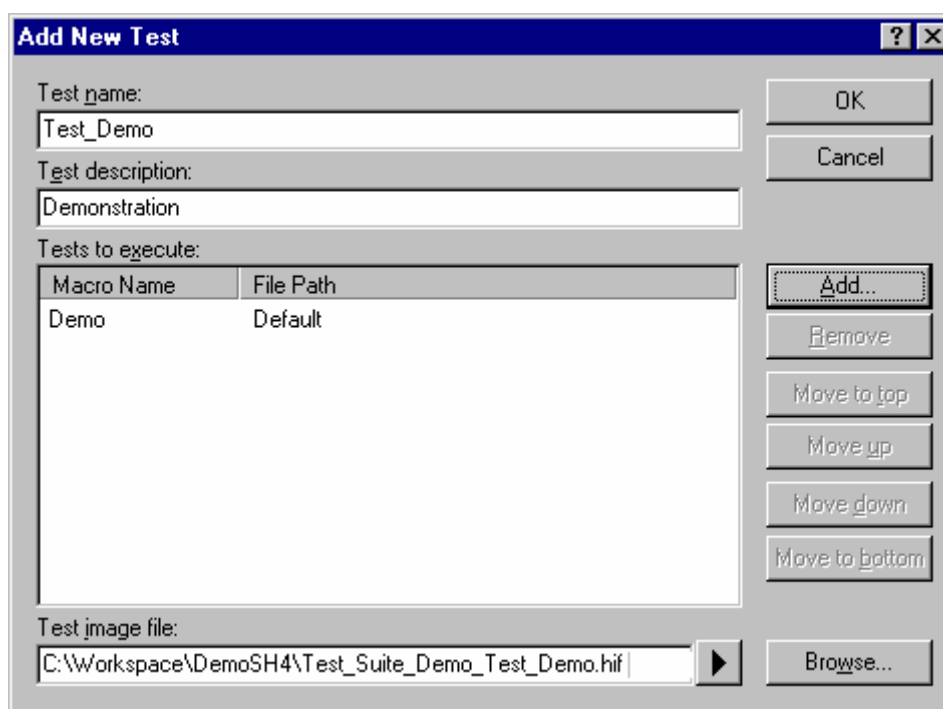 Add New Test
Test name:
OK
Test_Demo
Cancel
Test description:
Demonstration
Tests to execute:
Macro Name File Path
Add...
Demo Default
Remove
Move to top
Move up
Move down
Move to bottom
Test image file:
C:\Workspace\DemoSH4\Test_Suite_Demo_Test_Demo.hif
Browse...